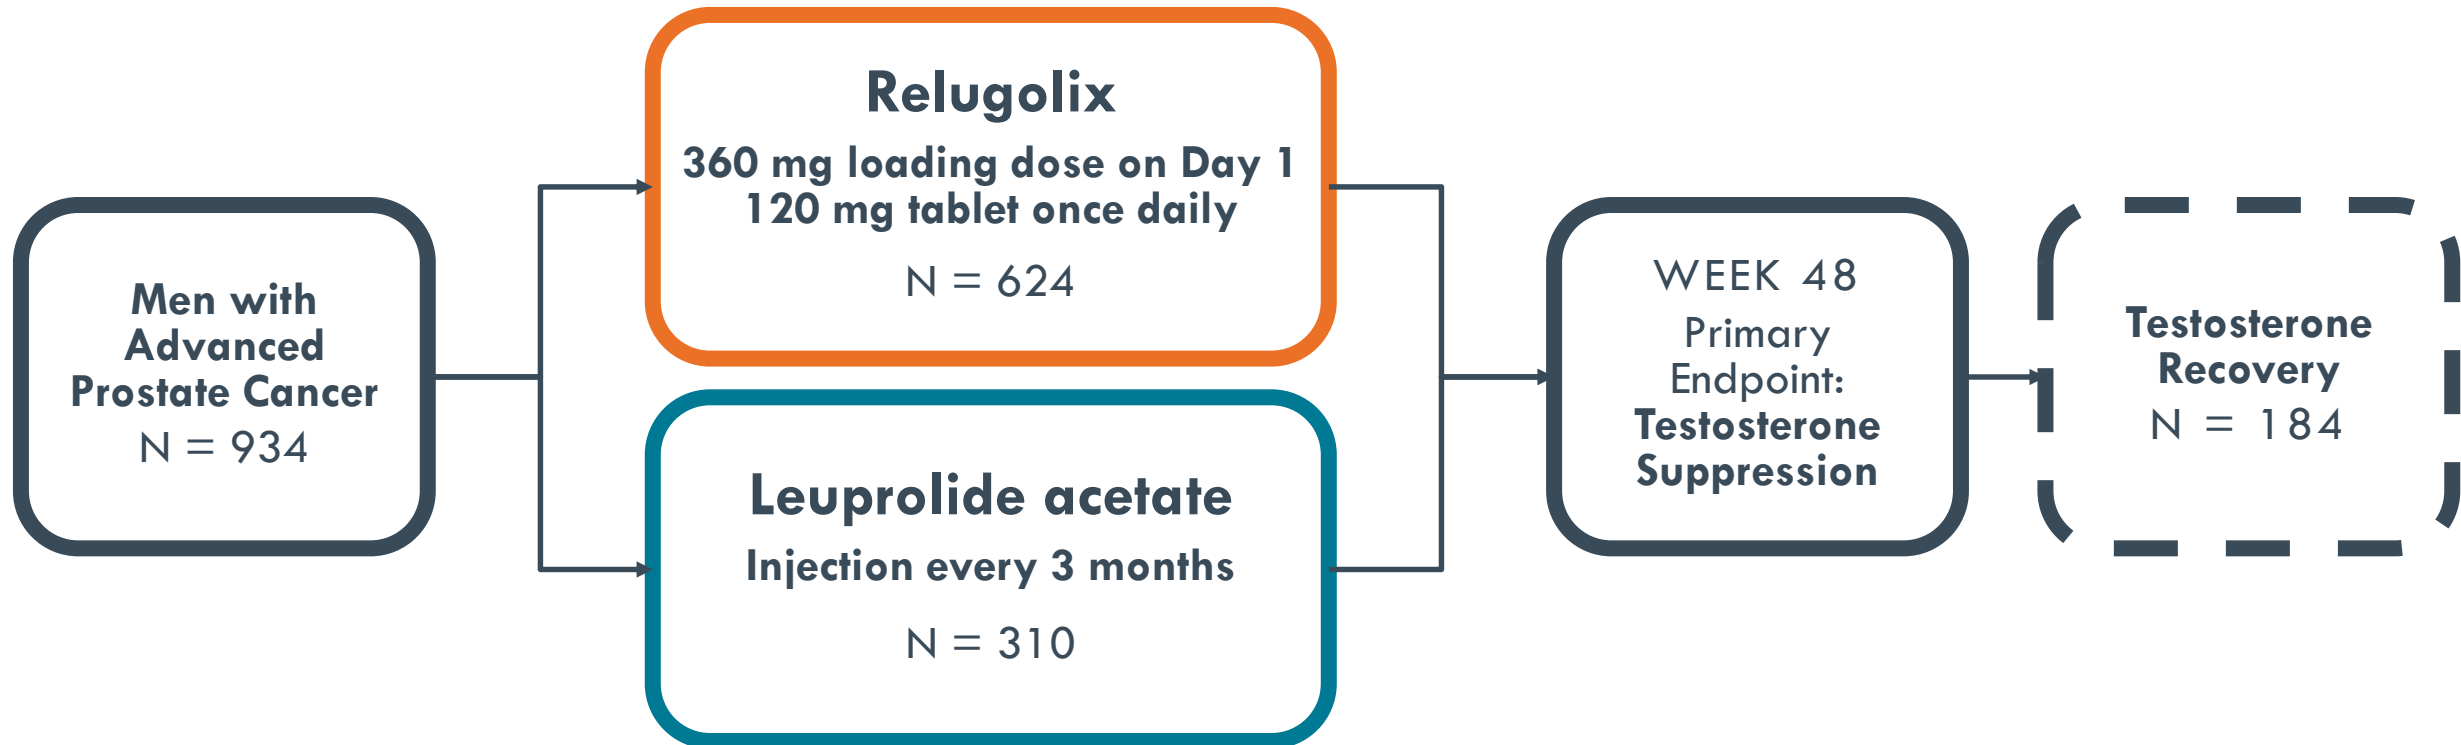 Men with
Advanced
Prostate Cancer
N = 934
Relugolix
360 mg loading dose on Day 1
120 mg tablet once daily
N = 624
Leuprolide acetate
Injection every 3 months
N = 310
WEEK 48
Primary
Endpoint:
Testosterone
Suppression
Testosterone
Recovery
N = 184